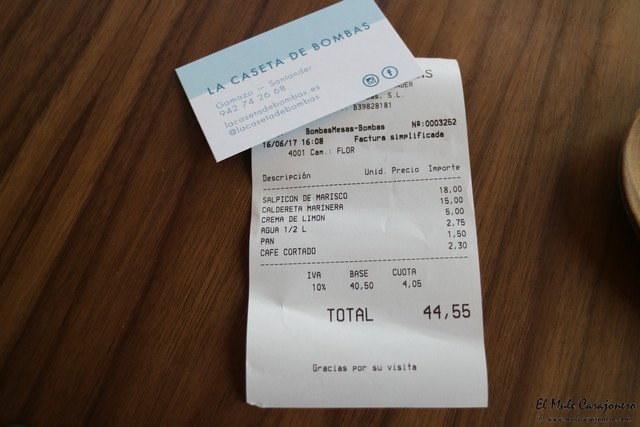 LA CASETA DE BOMBAS
Gamazo — Santander
942 74 26 68
lacasetadebombas.es
@lacasetadebombas
S.L.
B39828181
BombasMesas-Bombas Nº:0003252
16/06/17 16:08 Factura simplificada
4001 Cam.: FLOR
Descripción Unid. Precio Importe
SALPICON DE MARISCO 18,00
CALDERETA MARINERA 15,00
CREMA DE LIMON 5,00
AGUA 1/2 L 2,75
PAN 1,50
CAFE CORTADO 2,30
IVA BASE CUOTA
10% 40,50 4,05
TOTAL 44,55
Gracias por su visita
El Mule Carajonero
© www.mulecarajonero.com